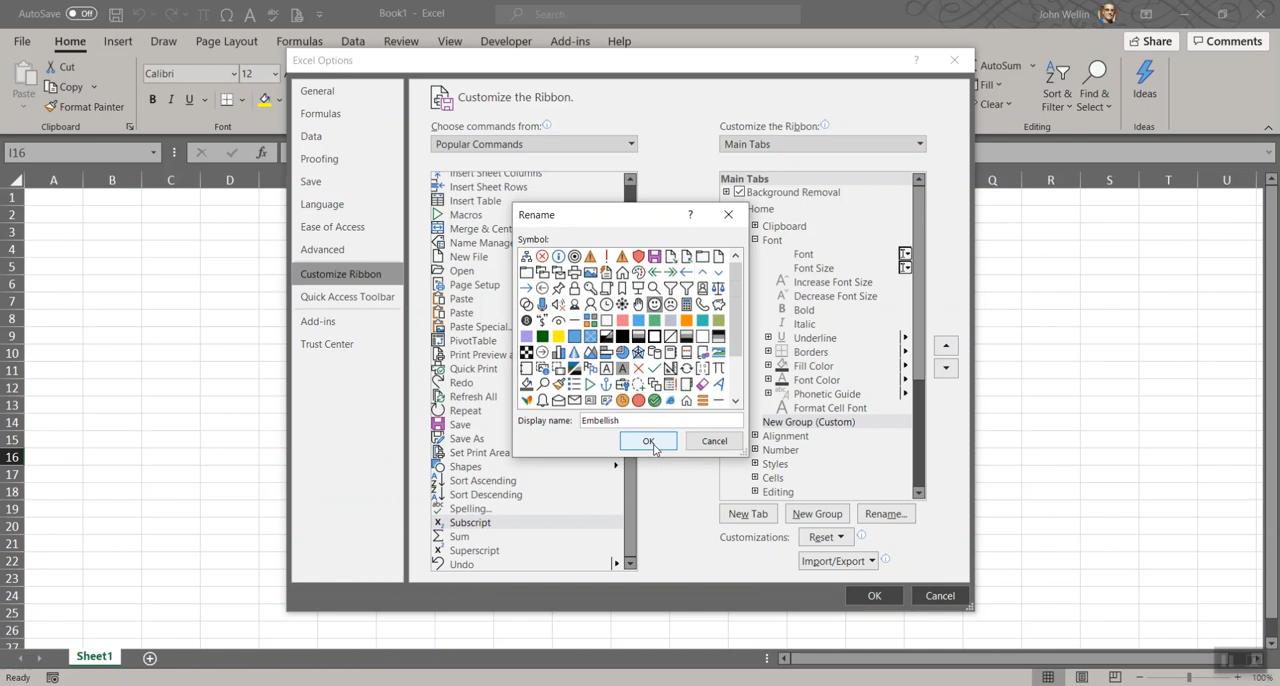 AutoSave Off Book1 - Excel Search John Wellin
File Home Insert Draw Page Layout Formulas Data Review View Developer Add-ins Help Share Comments
Paste
Cut
Copy
Format Painter
Clipboard
Calibri 12
B I U
Font
AutoSum
Fill
Clear
Sort & Filter
Find & Select
Editing
Ideas
Ideas
I16 fx
A B C D Q R S T U
1
2
3
4
5
6
7
8
9
10
11
12
13
14
15
16
17
18
19
20
21
22
23
24
25
26
27
Excel Options
General
Formulas
Data
Proofing
Save
Language
Ease of Access
Advanced
Customize Ribbon
Quick Access Toolbar
Add-ins
Trust Center
Customize the Ribbon.
Choose commands from:
Popular Commands
Insert Sheet Columns
Insert Sheet Rows
Insert Table
Macros
Merge & Cent
Name Manage
New File
Open
Page Setup
Paste
Paste
Paste Special..
PivotTable
Print Preview a
Quick Print
Redo
Refresh All
Repeat
Save
Save As
Set Print Area
Shapes
Sort Ascending
Sort Descending
Spelling...
Subscript
Sum
Superscript
Undo
Rename
Symbol:
Display name: Embellish
OK Cancel
Customize the Ribbon:
Main Tabs
Main Tabs
Background Removal
Home
Clipboard
Font
Font
Font Size
Increase Font Size
Decrease Font Size
Bold
Italic
Underline
Borders
Fill Color
Font Color
Phonetic Guide
Format Cell Font
New Group (Custom)
Alignment
Number
Styles
Cells
Editing
New Tab New Group Rename...
Customizations: Reset
Import/Export
OK Cancel
Sheet1
Ready 100%